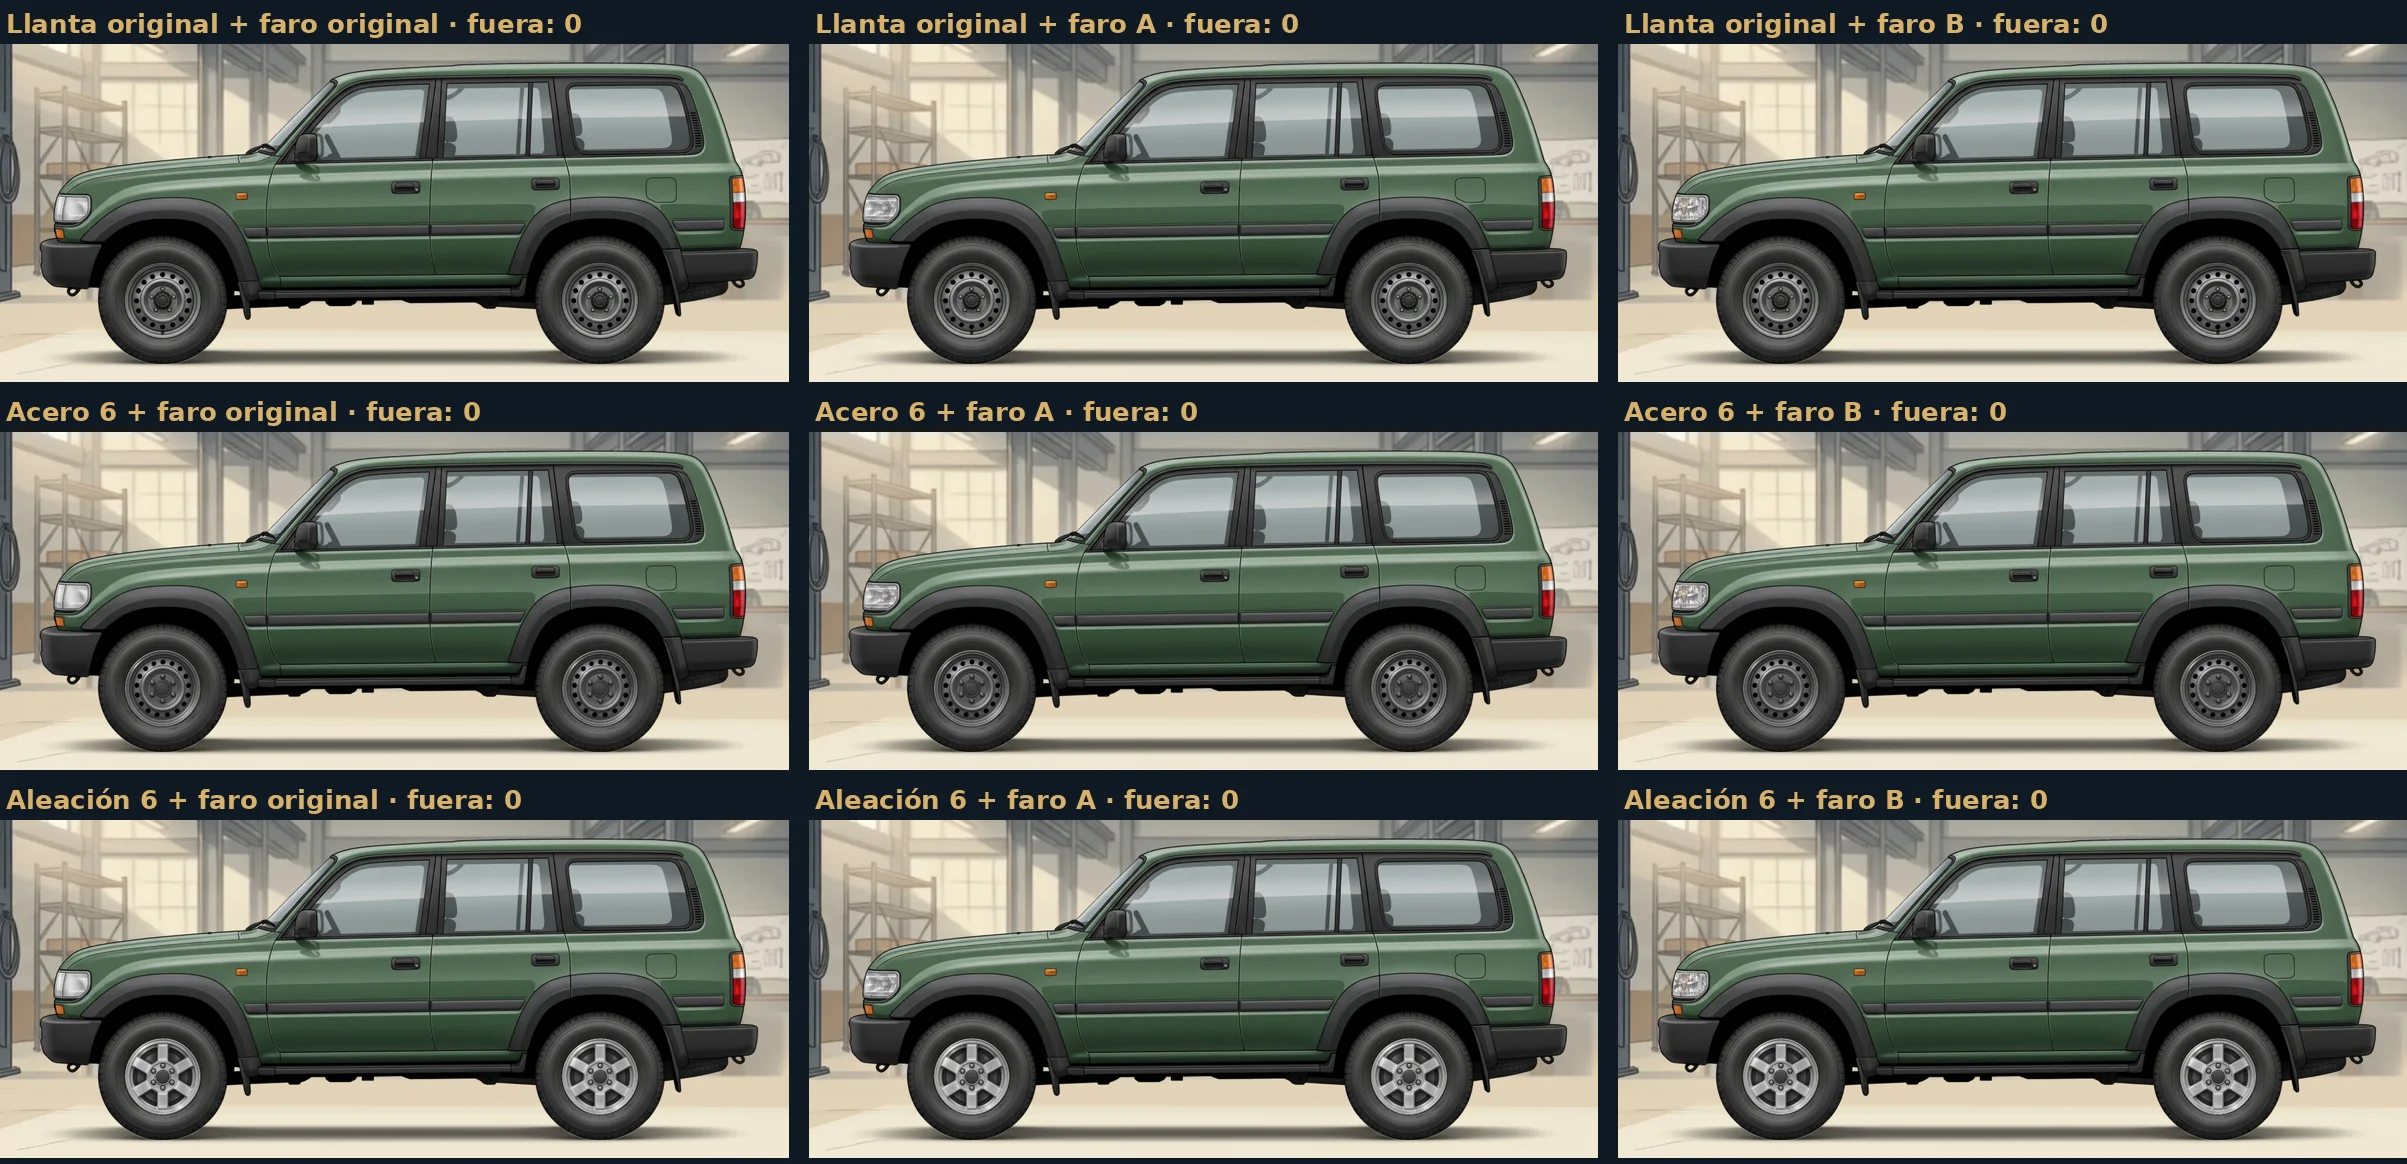 Llanta original + faro original · fuera: 0
Llanta original + faro A · fuera: 0
Llanta original + faro B · fuera: 0
Acero 6 + faro original · fuera: 0
Acero 6 + faro A · fuera: 0
Acero 6 + faro B · fuera: 0
Aleación 6 + faro original · fuera: 0
Aleación 6 + faro A · fuera: 0
Aleación 6 + faro B · fuera: 0